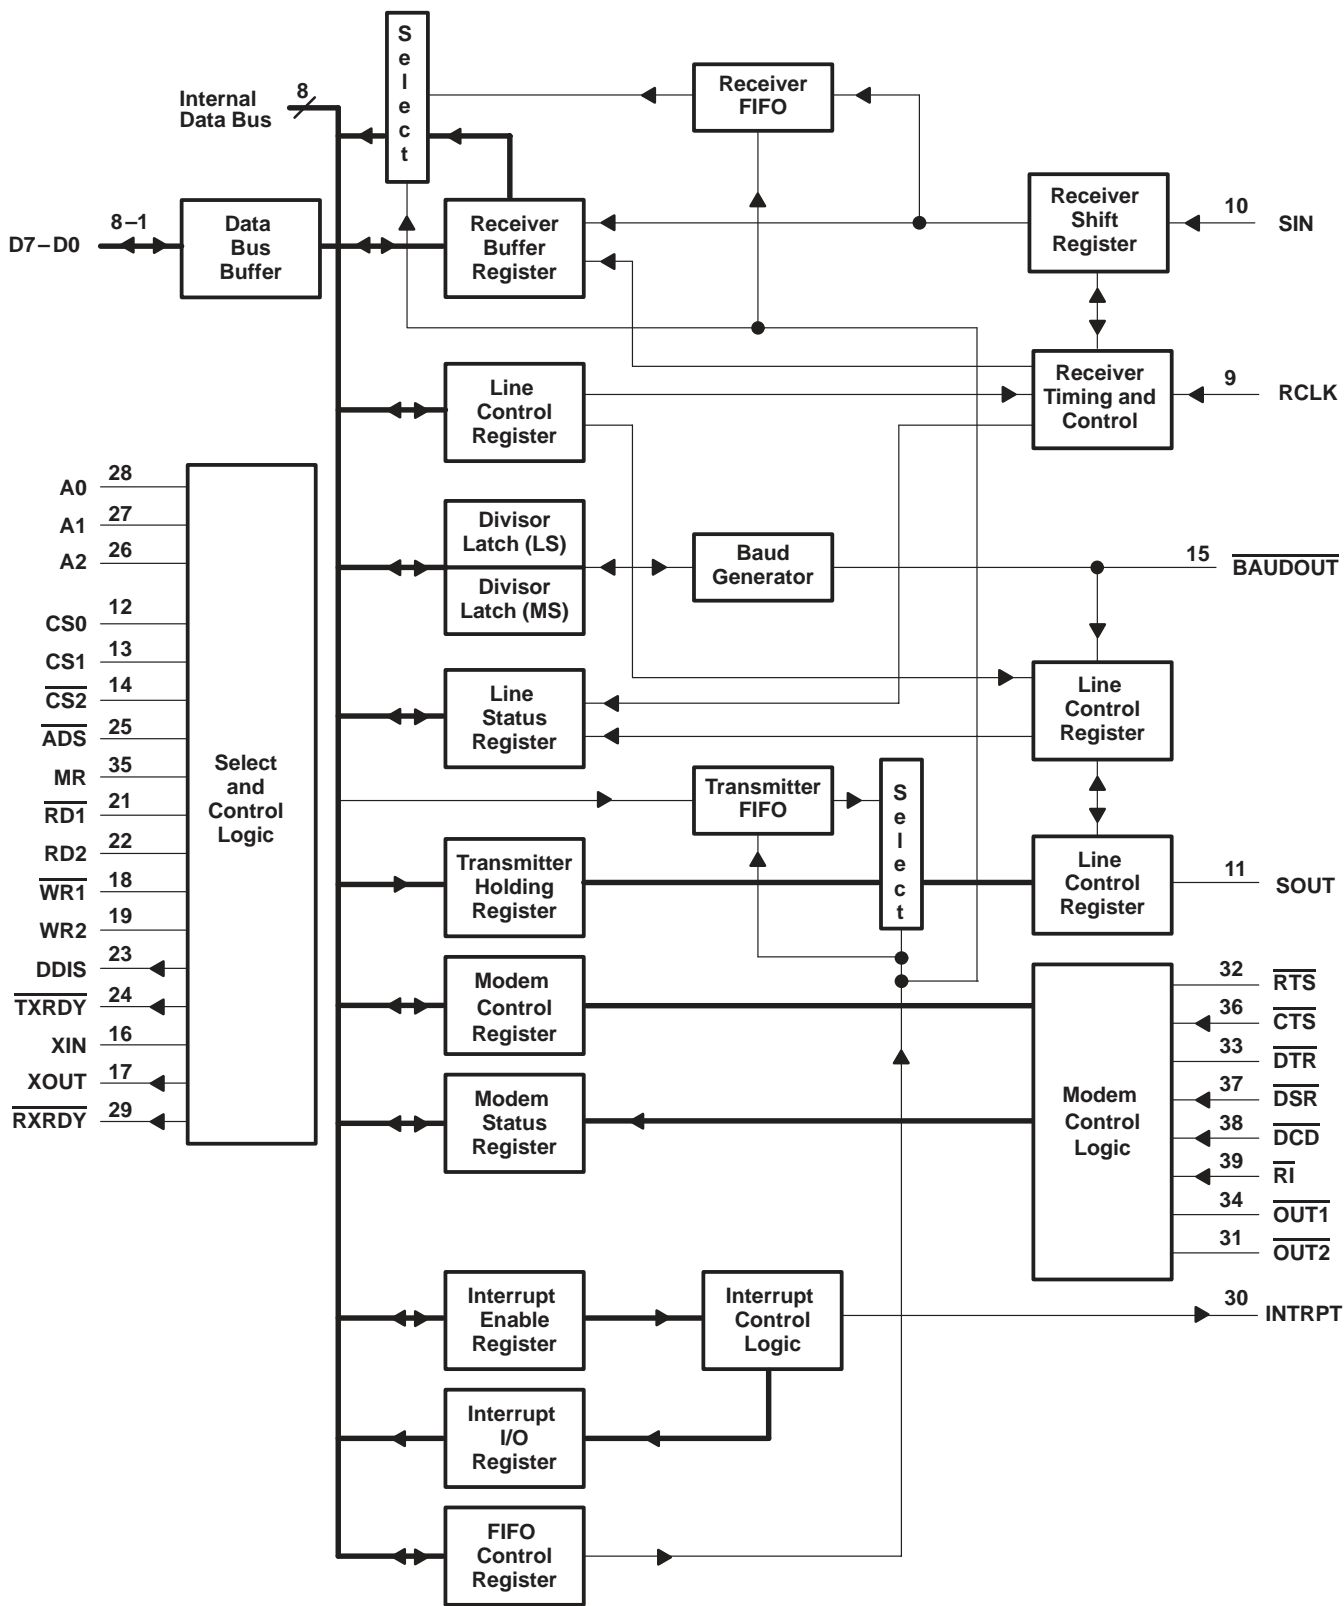 S
e
l
e
c
t
8
Internal
Data Bus
Receiver
FIFO
D7–D0
8–1
Data
Bus
Buffer
Receiver
Buffer
Register
Receiver
Shift
Register
10
SIN
Line
Control
Register
Receiver
Timing and
Control
9
RCLK
Divisor
Latch (LS)
Divisor
Latch (MS)
Baud
Generator
15
BAUDOUT
Line
Status
Register
Line
Control
Register
A0
28
A1
27
A2
26
CS0
12
CS1
13
CS2
14
ADS
25
MR
35
RD1
21
RD2
22
WR1
18
WR2
19
DDIS
23
TXRDY
24
XIN
16
XOUT
17
RXRDY
29
Select
and
Control
Logic
Transmitter
FIFO
S
e
l
e
c
t
Transmitter
Holding
Register
Line
Control
Register
11
SOUT
Modem
Control
Register
Modem
Status
Register
Modem
Control
Logic
32
RTS
36
CTS
33
DTR
37
DSR
38
DCD
39
RI
34
OUT1
31
OUT2
Interrupt
Enable
Register
Interrupt
Control
Logic
30
INTRPT
Interrupt
I/O
Register
FIFO
Control
Register